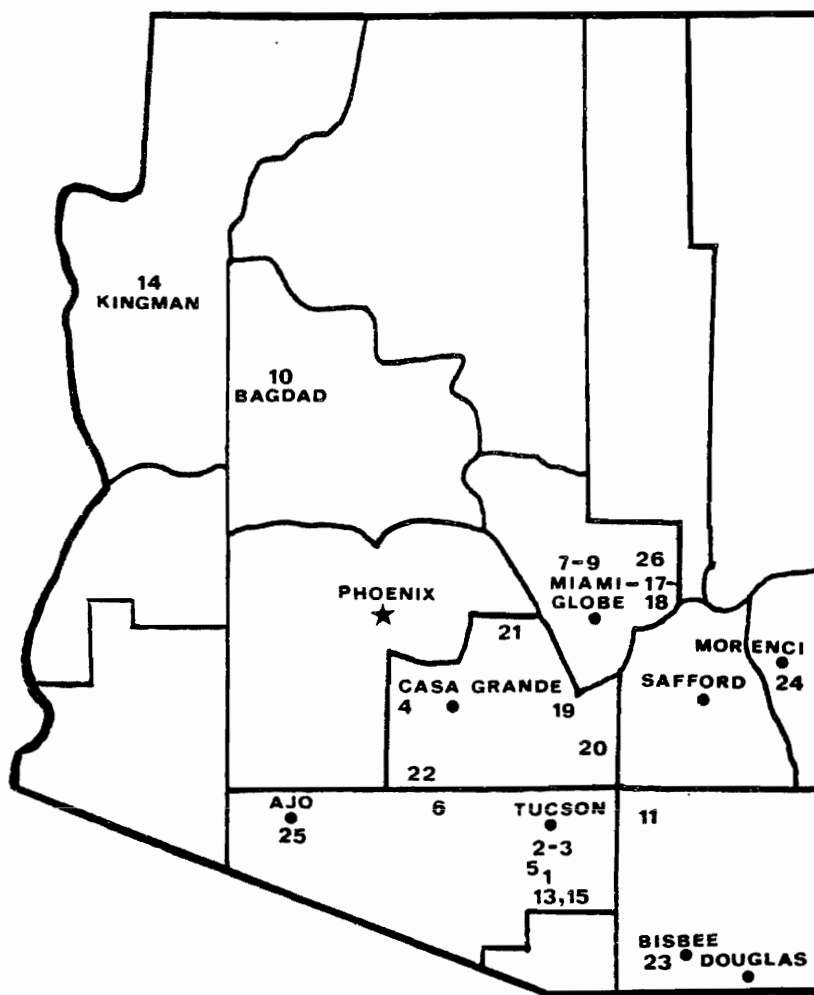 14
KINGMAN
10
BAGDAD
7-9 26
MIAMI-17-
GLOBE 18
PHOENIX
21
MORENCI
CASA GRANDE
SAFFORD 24
4
19
20
22
AJO
6
TUCSON
11
25
2-3
5 1
13,15
BISBEE
23 DOUGLAS